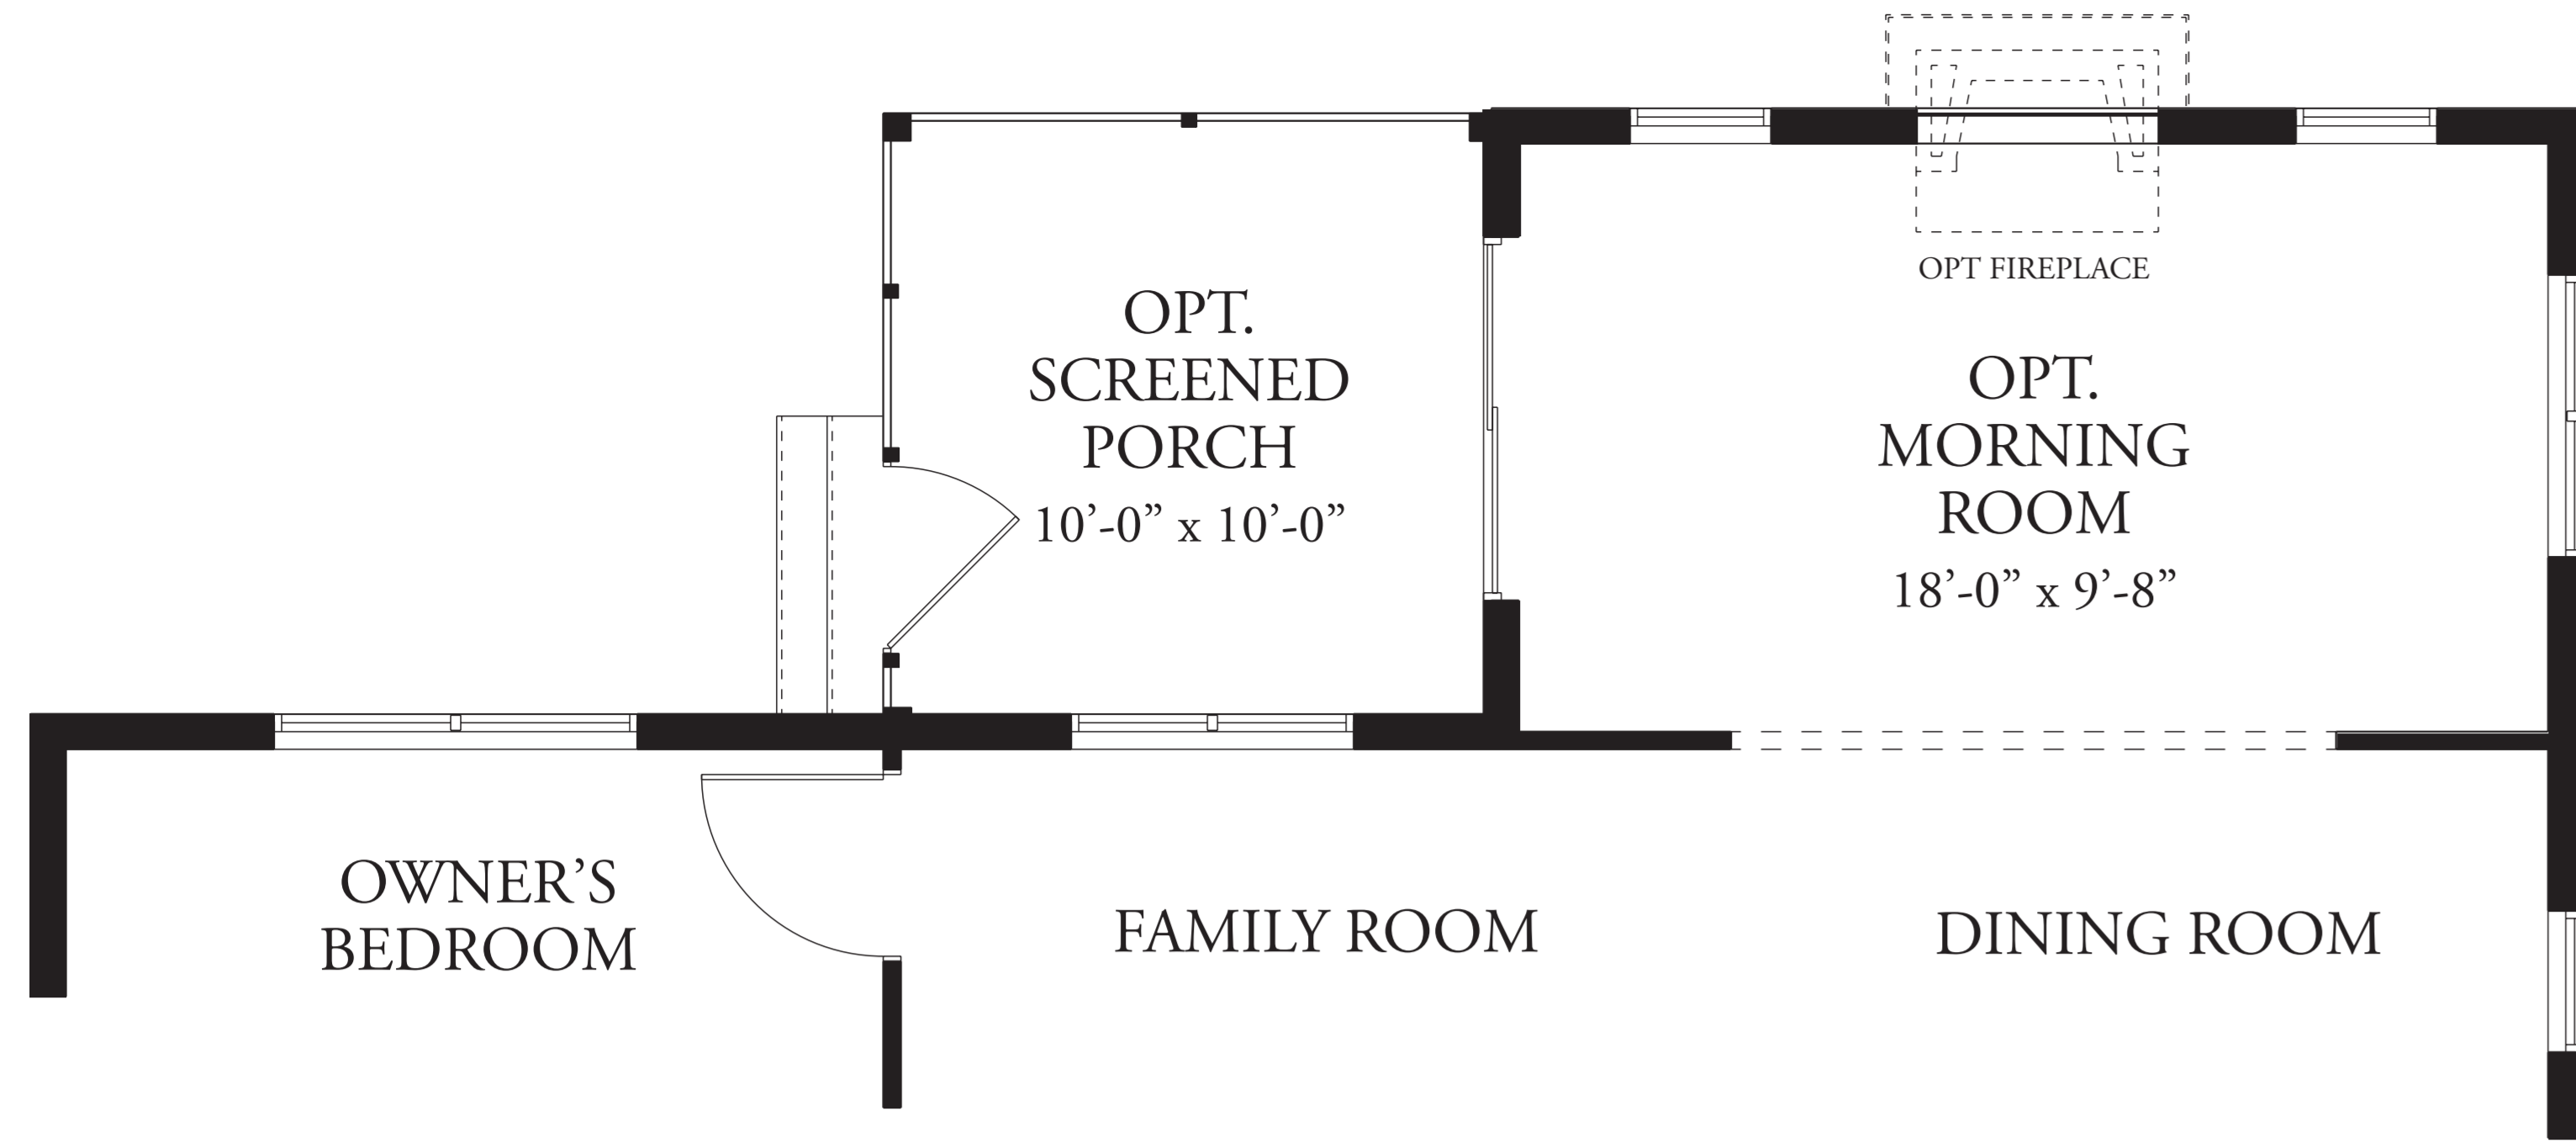 OPT FIREPLACE
OPT.
SCREENED
PORCH
10’-0” x 10’-0”
OPT.
MORNING
ROOM
18’-0” x 9’-8”
OWNER’S
BEDROOM
FAMILY ROOM
DINING ROOM